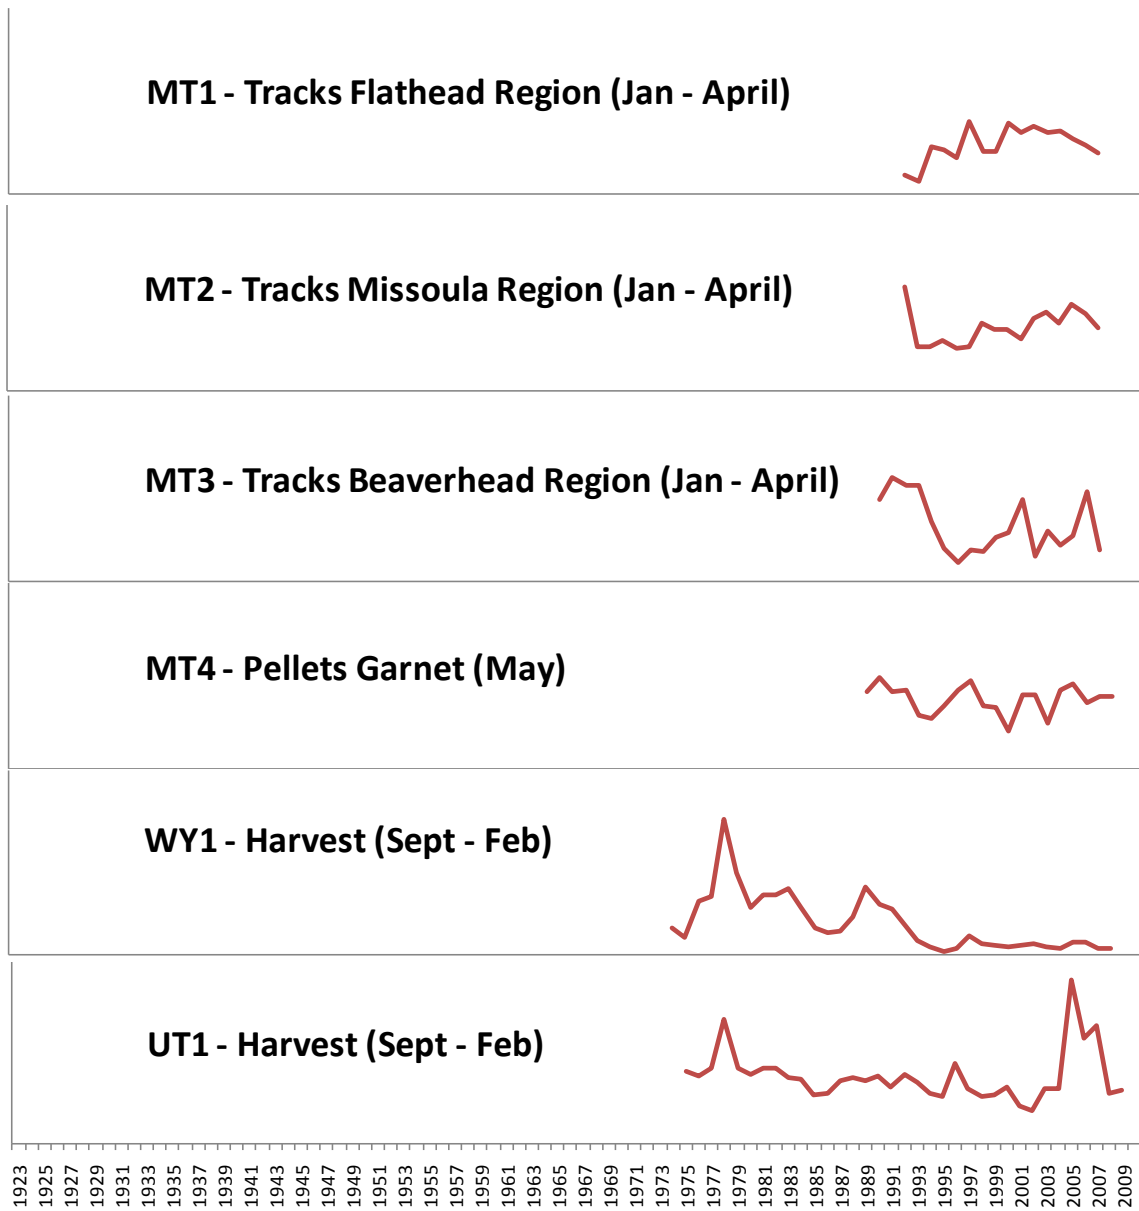 MT1 - Tracks Flathead Region (Jan - April)
MT2 - Tracks Missoula Region (Jan - April)
MT3 - Tracks Beaverhead Region (Jan - April)
MT4 - Pellets Garnet (May)
WY1 - Harvest (Sept - Feb)
UT1 - Harvest (Sept - Feb)
1923 1925 1927 1929 1931 1933 1935 1937 1939 1941 1943 1945 1947 1949 1951 1953 1955 1957 1959 1961 1963 1965 1967 1969 1971 1973 1975 1977 1979 1981 1983 1985 1987 1989 1991 1993 1995 1997 1999 2001 2003 2005 2007 2009